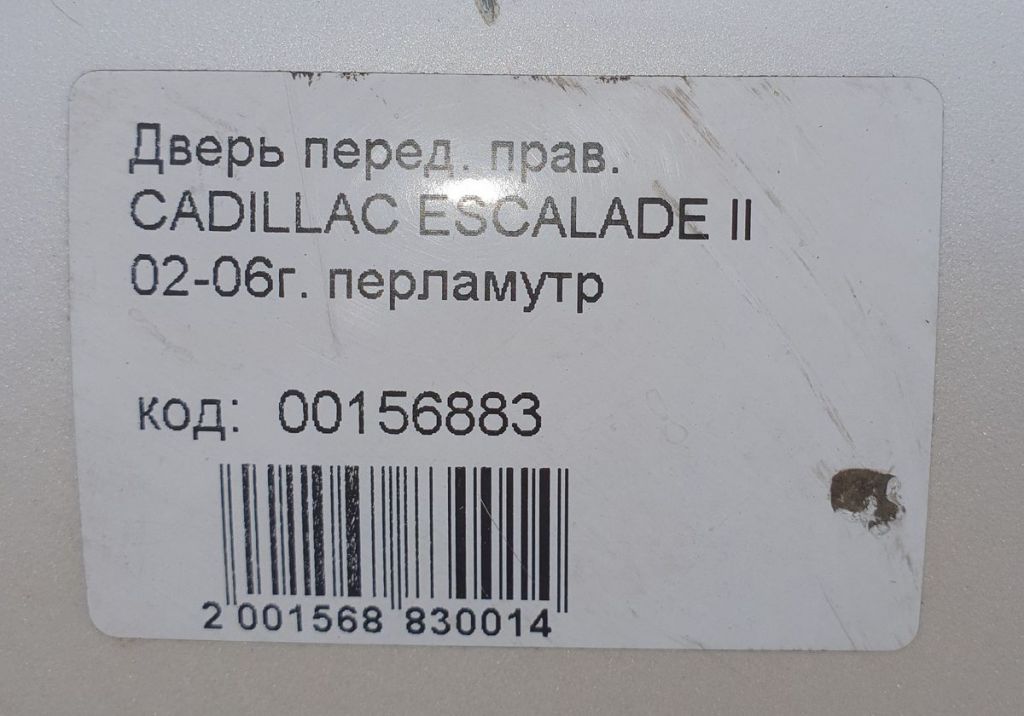 Дверь перед. прав.
CADILLAC ESCALADE II
02-06г. перламутр
код: 00156883
2 001568 830014